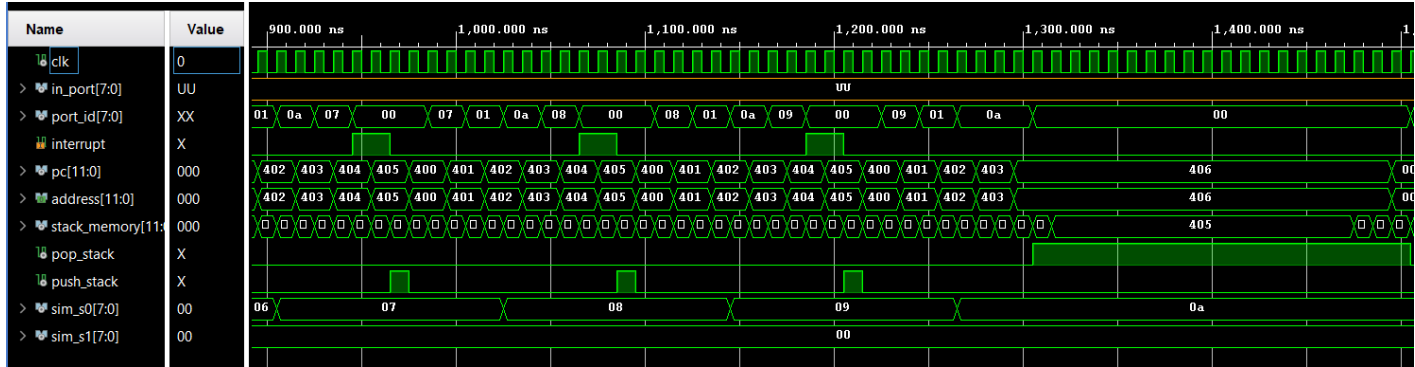 Name Value 900.000 ns 1,000.000 ns 1,100.000 ns 1,200.000 ns 1,300.000 ns 1,400.000 ns 1,
clk 0
in_port[7:0] UU UU
port_id[7:0] XX 01 0a 07 00 07 01 0a 08 00 08 01 0a 09 00 09 01 0a 00
interrupt X
pc[11:0] 000 402 403 404 405 400 401 402 403 404 405 400 401 402 403 404 405 400 401 402 403 406 00
address[11:0] 000 402 403 404 405 400 401 402 403 404 405 400 401 402 403 404 405 400 401 402 403 406 00
stack_memory[11: 000 405
pop_stack X
push_stack X
sim_s0[7:0] 00 06 07 08 09 0a
sim_s1[7:0] 00 00